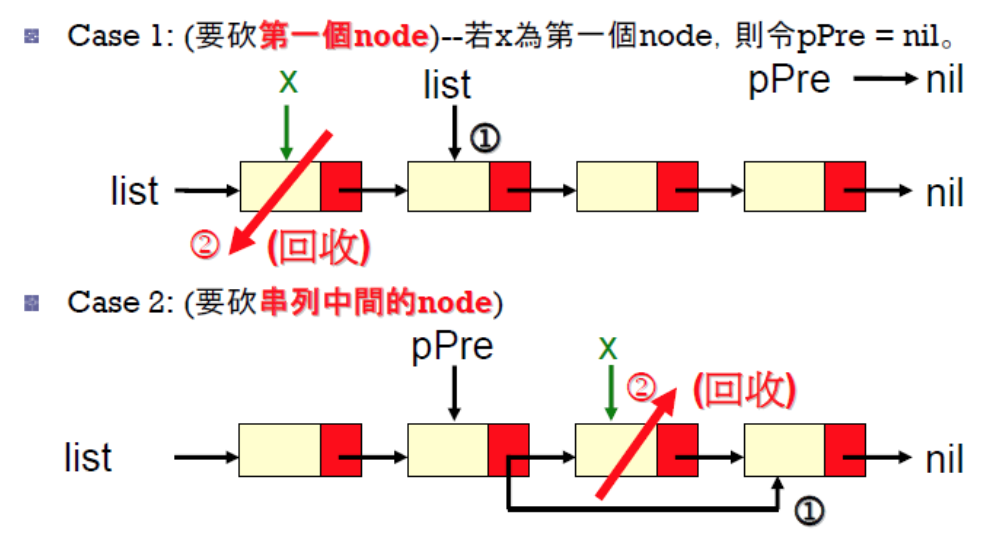 Case 1: (要砍第一個node)--若x為第一個node, 則令pPre = nil。
x list pPre nil
①
list nil
② (回收)
Case 2: (要砍串列中間的node)
pPre x
② (回收)
list nil
①